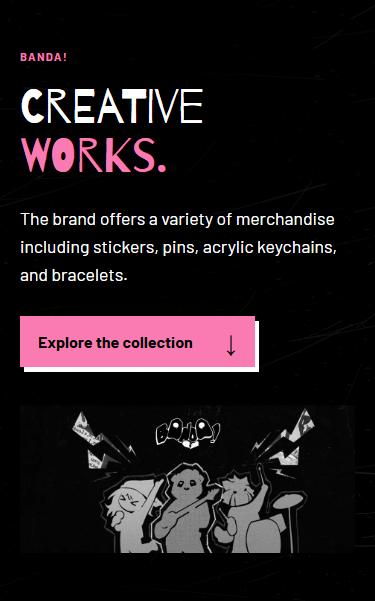 BANDA!
CREATIVE
WORKS.
The brand offers a variety of merchandise
including stickers, pins, acrylic keychains,
and bracelets.
Explore the collection ↓
BANDA!